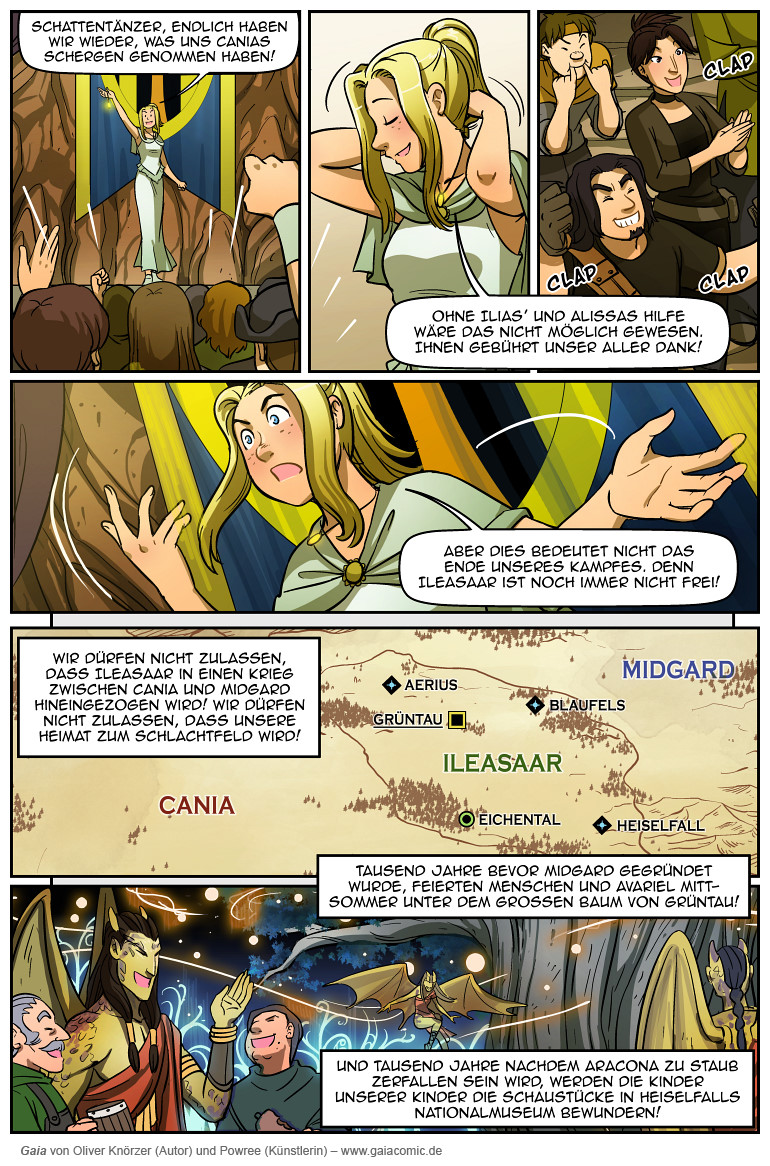 SCHATTENTÄNZER, ENDLICH HABEN
WIR WIEDER, WAS UNS CANIAS
SCHERGEN GENOMMEN HABEN!
CLAP
CLAP
CLAP
OHNE ILIAS' UND ALISSAS HILFE
WÄRE DAS NICHT MÖGLICH GEWESEN.
IHNEN GEBÜHRT UNSER ALLER DANK!
ABER DIES BEDEUTET NICHT DAS
ENDE UNSERES KAMPFES. DENN
ILEASAAR IST NOCH IMMER NICHT FREI!
WIR DÜRFEN NICHT ZULASSEN,
DASS ILEASAAR IN EINEN KRIEG
ZWISCHEN CANIA UND MIDGARD
HINEINGEZOGEN WIRD! WIR DÜRFEN
NICHT ZULASSEN, DASS UNSERE
HEIMAT ZUM SCHLACHTFELD WIRD!
MIDGARD
AERIUS
BLAUFELS
GRÜNTAU
ILEASAAR
CANIA
EICHENTAL
HEISELFALL
TAUSEND JAHRE BEVOR MIDGARD GEGRÜNDET
WURDE, FEIERTEN MENSCHEN UND AVARIEL MITT-
SOMMER UNTER DEM GROSSEN BAUM VON GRÜNTAU!
UND TAUSEND JAHRE NACHDEM ARACONA ZU STAUB
ZERFALLEN SEIN WIRD, WERDEN DIE KINDER
UNSERER KINDER DIE SCHAUSTÜCKE IN HEISELFALLS
NATIONALMUSEUM BEWUNDERN!
Gaia von Oliver Knörzer (Autor) und Powree (Künstlerin) – www.gaiacomic.de